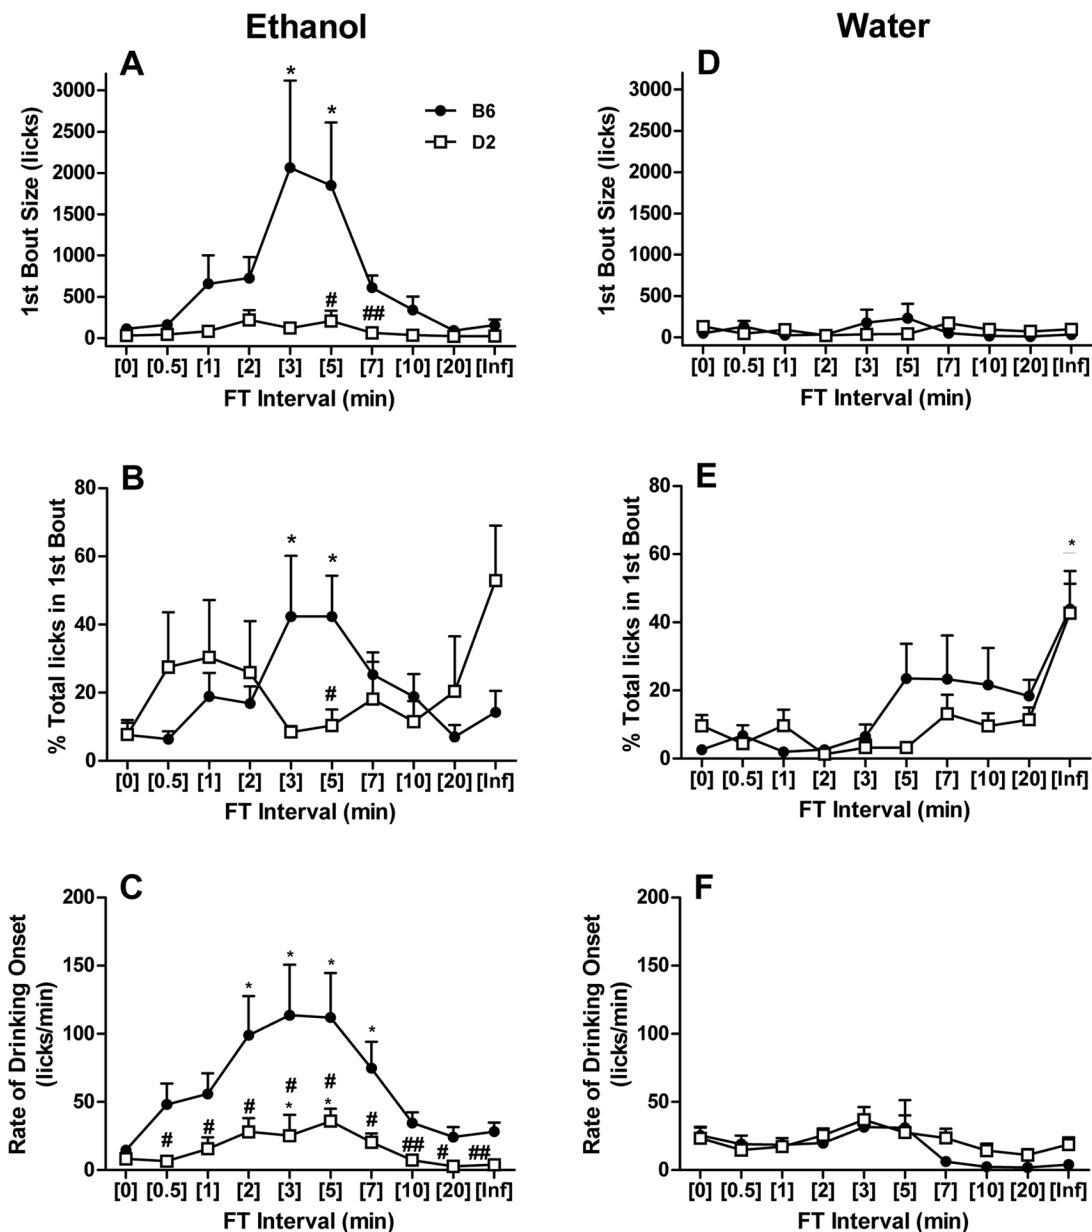 Ethanol
Water
A
1st Bout Size (licks)
3000
2500
2000
1500
1000
500
0
* *
# ##
B6
D2
[0] [0.5] [1] [2] [3] [5] [7] [10] [20] [Inf]
FT Interval (min)
D
1st Bout Size (licks)
3000
2500
2000
1500
1000
500
0
[0] [0.5] [1] [2] [3] [5] [7] [10] [20] [Inf]
FT Interval (min)
B
% Total licks in 1st Bout
80
60
40
20
0
* *
#
[0] [0.5] [1] [2] [3] [5] [7] [10] [20] [Inf]
FT Interval (min)
E
% Total licks in 1st Bout
80
60
40
20
0
*
[0] [0.5] [1] [2] [3] [5] [7] [10] [20] [Inf]
FT Interval (min)
C
Rate of Drinking Onset
(licks/min)
200
150
100
50
0
* * * *
# # # # # # ## # ##
* *
[0] [0.5] [1] [2] [3] [5] [7] [10] [20] [Inf]
FT Interval (min)
F
Rate of Drinking Onset
(licks/min)
200
150
100
50
0
[0] [0.5] [1] [2] [3] [5] [7] [10] [20] [Inf]
FT Interval (min)